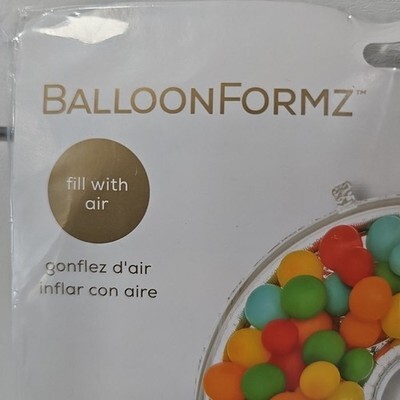 BALLOONFORMZ™
fill with
air
gonflez d'air
inflar con aire